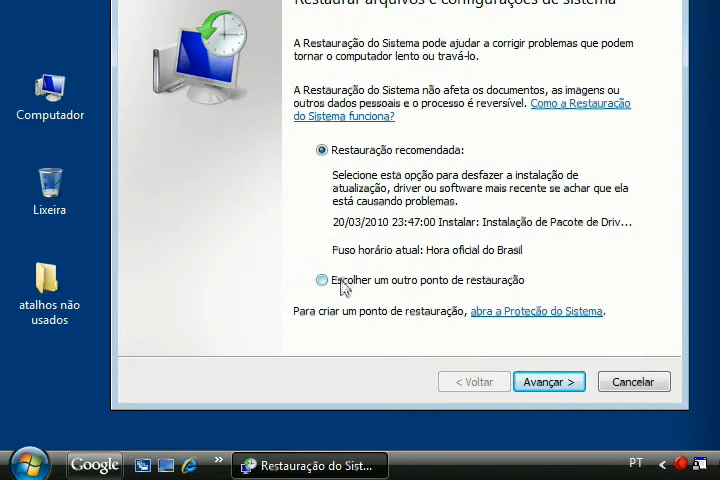 Restaurar arquivos e configurações de sistema
A Restauração do Sistema pode ajudar a corrigir problemas que podem
tornar o computador lento ou travá-lo.
A Restauração do Sistema não afeta os documentos, as imagens ou
outros dados pessoais e o processo é reversível. Como a Restauração
do Sistema funciona?
Restauração recomendada:
Selecione esta opção para desfazer a instalação de
atualização, driver ou software mais recente se achar que ela
está causando problemas.
20/03/2010 23:47:00 Instalar: Instalação de Pacote de Driv...
Fuso horário atual: Hora oficial do Brasil
Escolher um outro ponto de restauração
Para criar um ponto de restauração, abra a Proteção do Sistema.
< Voltar
Avançar >
Cancelar
Computador
Lixeira
atalhos não
usados
Google
»
Restauração do Sist...
PT
<